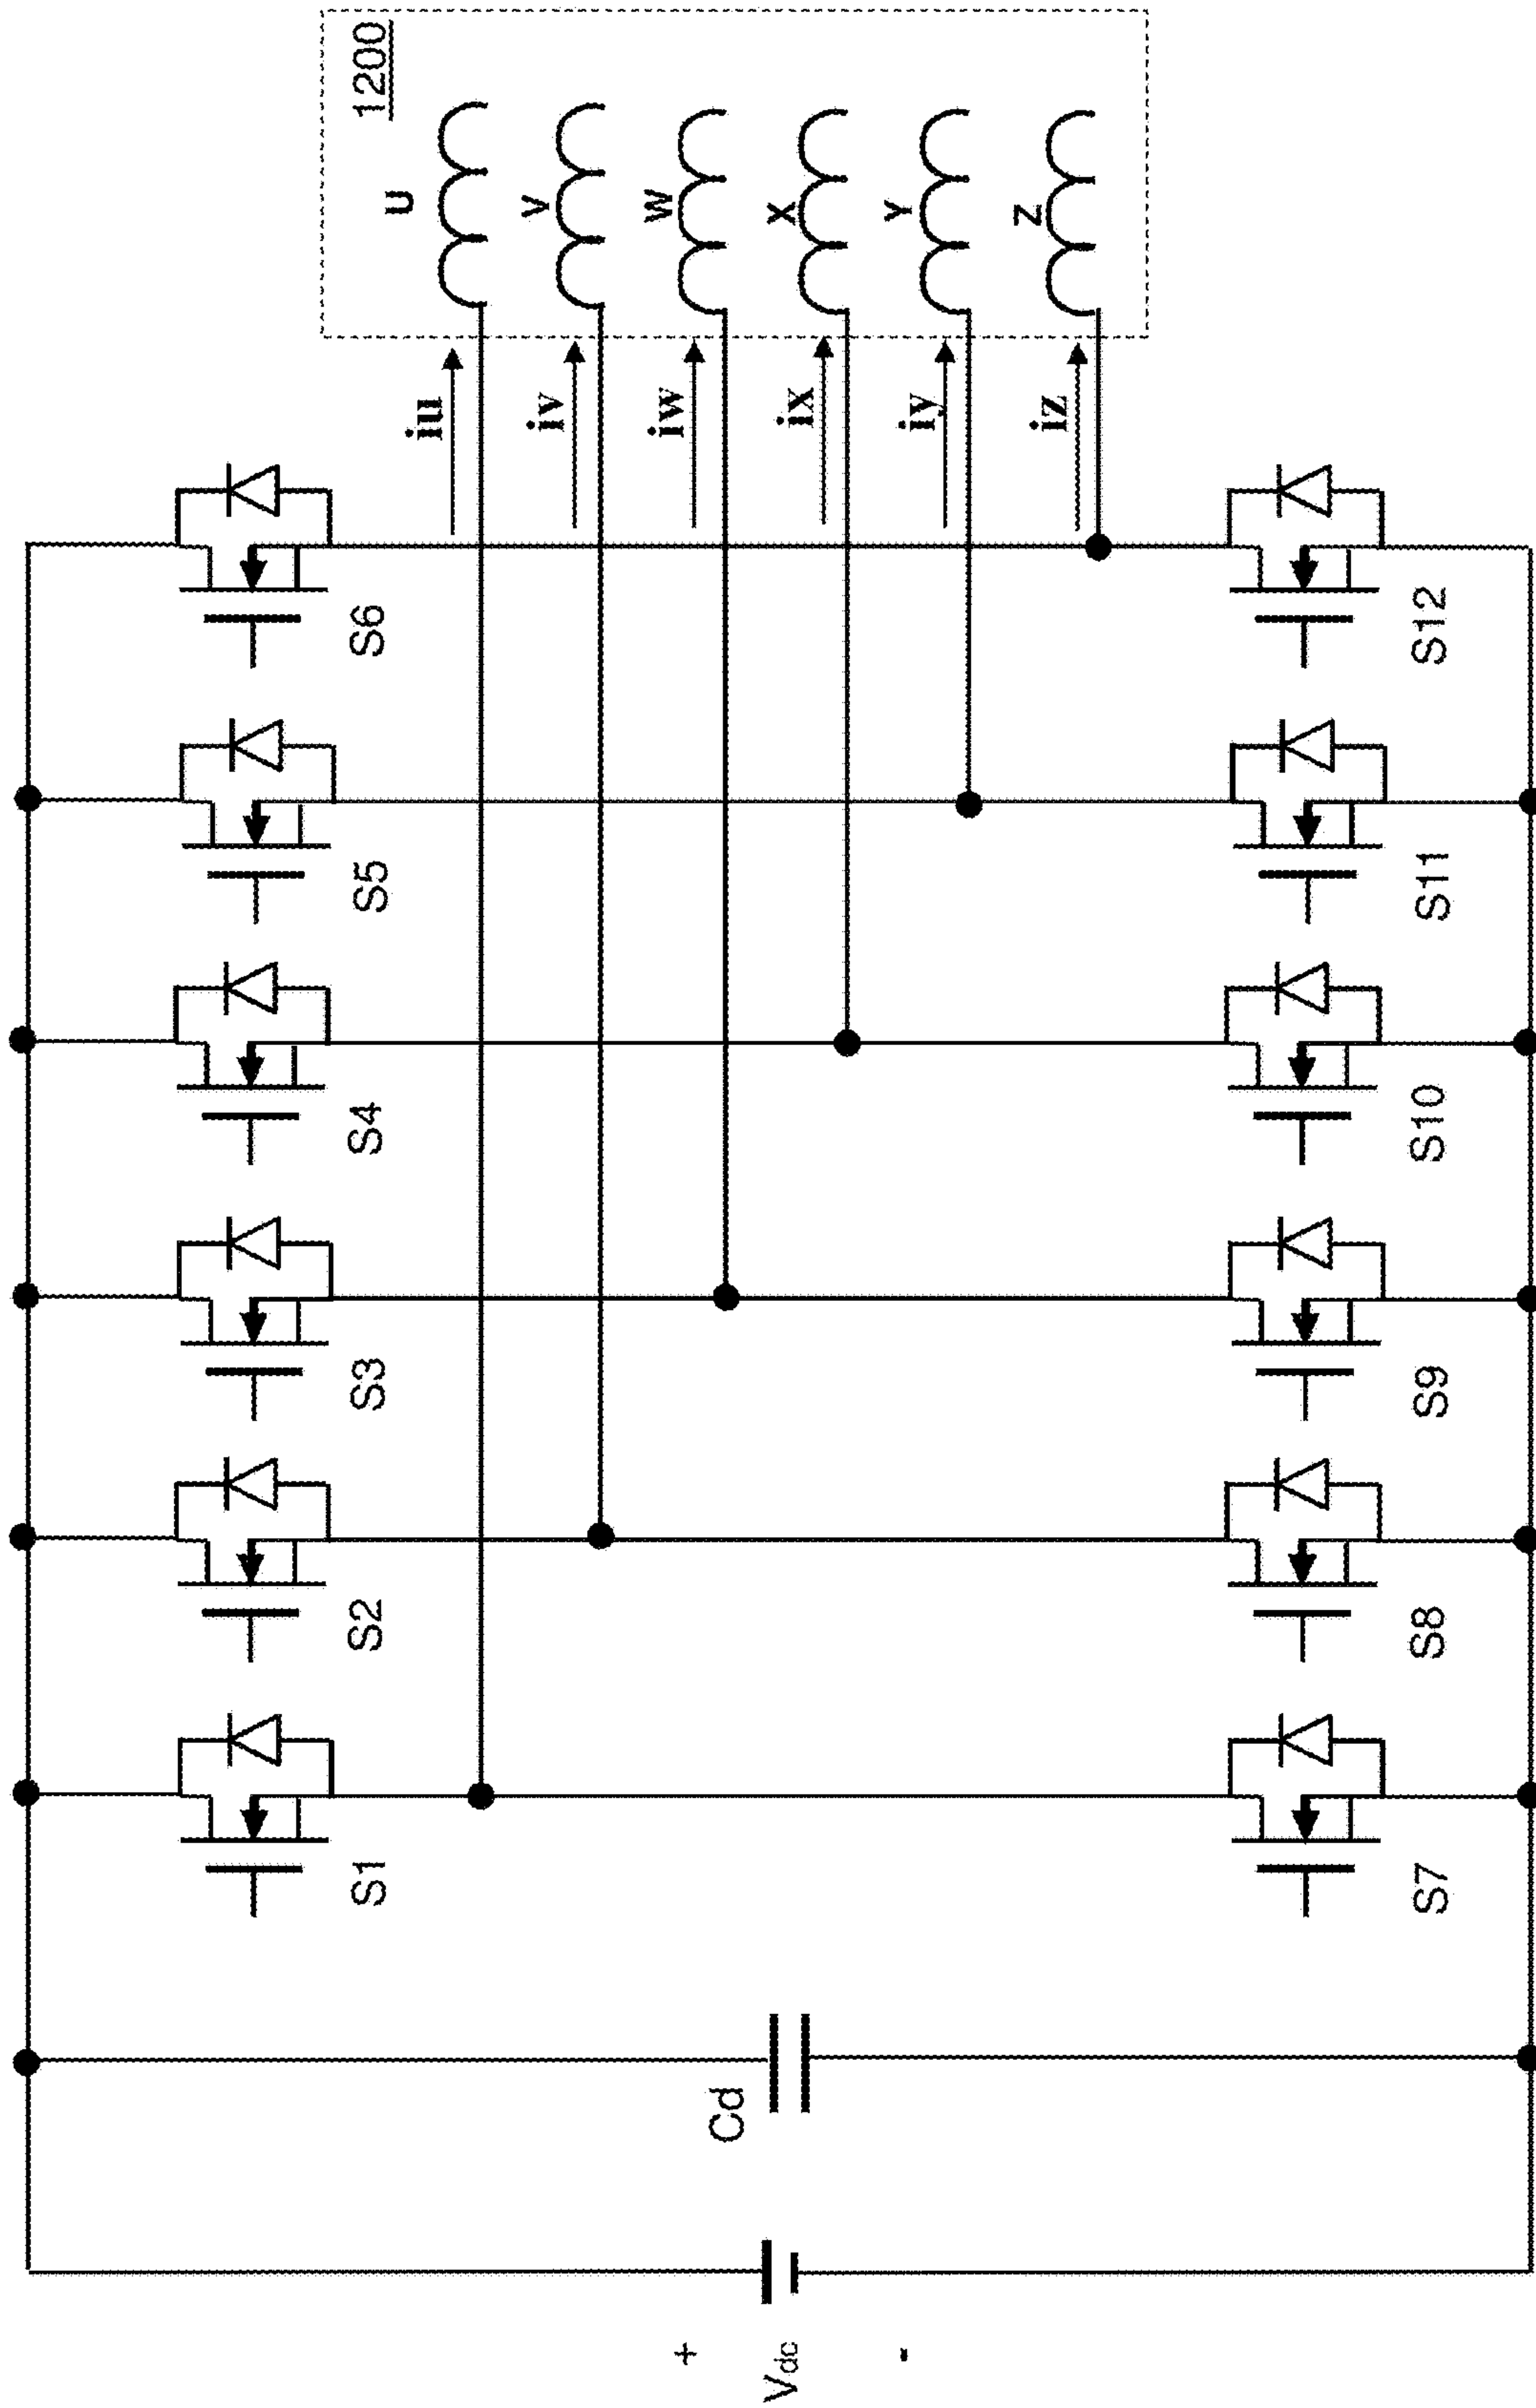 1200
U
V
W
X
Y
Z
iu
iv
iw
ix
iy
iz
S1
S2
S3
S4
S5
S6
+
Vdc
-
Cd
S7
S8
S9
S10
S11
S12